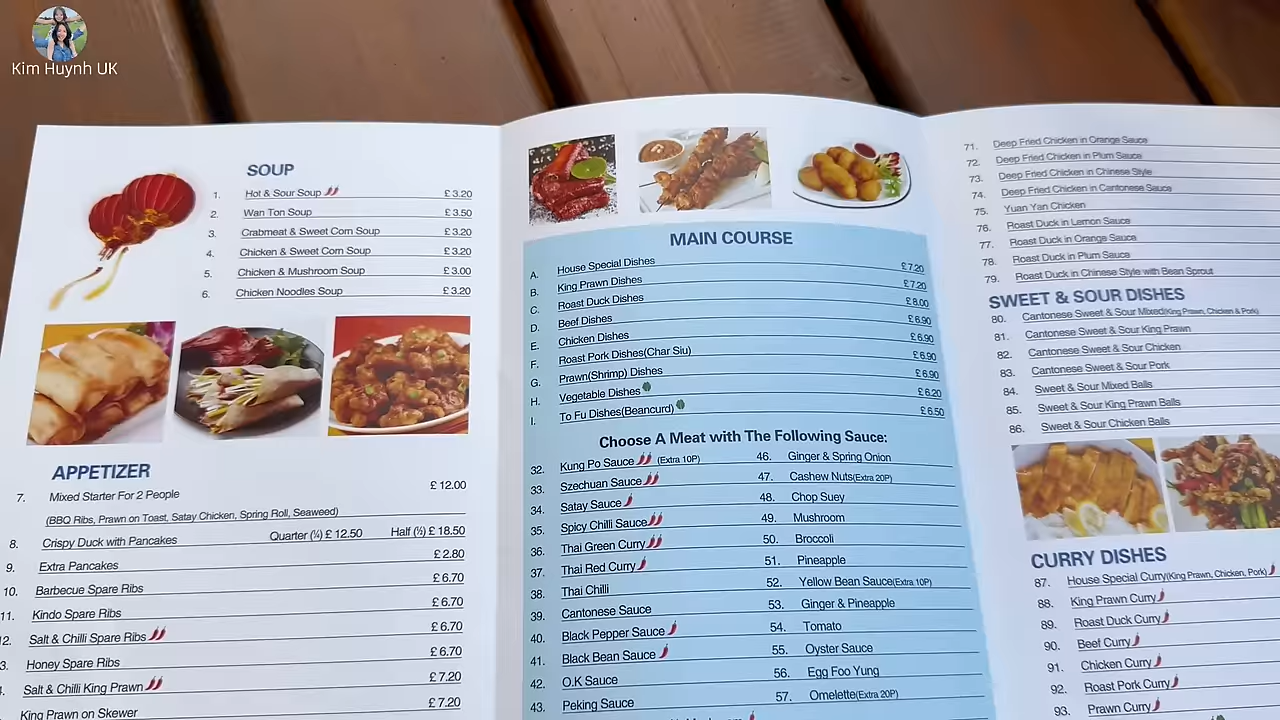 Kim Huynh UK
SOUP
1. Hot & Sour Soup £ 3.20
2. Wan Ton Soup £ 3.50
3. Crabmeat & Sweet Corn Soup £ 3.20
4. Chicken & Sweet Corn Soup £ 3.20
5. Chicken & Mushroom Soup £ 3.00
6. Chicken Noodles Soup £ 3.20
APPETIZER
7. Mixed Starter For 2 People £ 12.00
(BBQ Ribs, Prawn on Toast, Satay Chicken, Spring Roll, Seaweed)
8. Crispy Duck with Pancakes Quarter (¼) £ 12.50 Half (½) £ 18.50
9. Extra Pancakes £ 2.80
10. Barbecue Spare Ribs £ 6.70
11. Kindo Spare Ribs £ 6.70
2. Salt & Chilli Spare Ribs £ 6.70
3. Honey Spare Ribs £ 6.70
Salt & Chilli King Prawn £ 7.20
King Prawn on Skewer £ 7.20
MAIN COURSE
A. House Special Dishes £ 7.20
B. King Prawn Dishes £ 7.20
C. Roast Duck Dishes £ 8.00
D. Beef Dishes £ 6.90
E. Chicken Dishes £ 6.90
F. Roast Pork Dishes(Char Siu) £ 6.90
G. Prawn(Shrimp) Dishes £ 6.90
H. Vegetable Dishes £ 6.20
I. To Fu Dishes(Beancurd) £ 6.50
Choose A Meat with The Following Sauce:
32. Kung Po Sauce (Extra 10P)
33. Szechuan Sauce
34. Satay Sauce
35. Spicy Chilli Sauce
36. Thai Green Curry
37. Thai Red Curry
38. Thai Chilli
39. Cantonese Sauce
40. Black Pepper Sauce
41. Black Bean Sauce
42. O.K Sauce
43. Peking Sauce
46. Ginger & Spring Onion
47. Cashew Nuts(Extra 20P)
48. Chop Suey
49. Mushroom
50. Broccoli
51. Pineapple
52. Yellow Bean Sauce(Extra 10P)
53. Ginger & Pineapple
54. Tomato
55. Oyster Sauce
56. Egg Foo Yung
57. Omelette(Extra 20P)
71. Deep Fried Chicken in Orange Sauce
72. Deep Fried Chicken in Plum Sauce
73. Deep Fried Chicken in Chinese Style
74. Deep Fried Chicken in Cantonese Sauce
75. Yuan Yan Chicken
76. Roast Duck in Lemon Sauce
77. Roast Duck in Orange Sauce
78. Roast Duck in Plum Sauce
79. Roast Duck in Chinese Style with Bean Sprout
SWEET & SOUR DISHES
80. Cantonese Sweet & Sour Mixed(King Prawn, Chicken & Pork)
81. Cantonese Sweet & Sour King Prawn
82. Cantonese Sweet & Sour Chicken
83. Cantonese Sweet & Sour Pork
84. Sweet & Sour Mixed Balls
85. Sweet & Sour King Prawn Balls
86. Sweet & Sour Chicken Balls
CURRY DISHES
87. House Special Curry(King Prawn, Chicken, Pork)
88. King Prawn Curry
89. Roast Duck Curry
90. Beef Curry
91. Chicken Curry
92. Roast Pork Curry
93. Prawn Curry